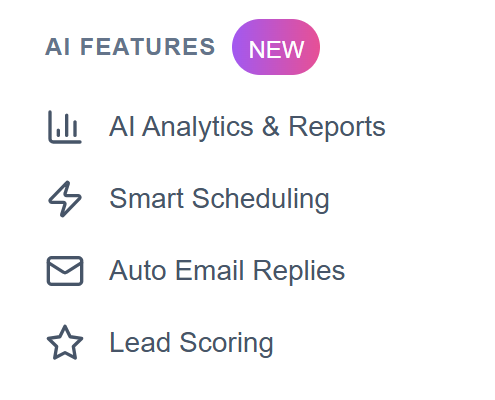 AI FEATURES NEW
AI Analytics & Reports
Smart Scheduling
Auto Email Replies
Lead Scoring